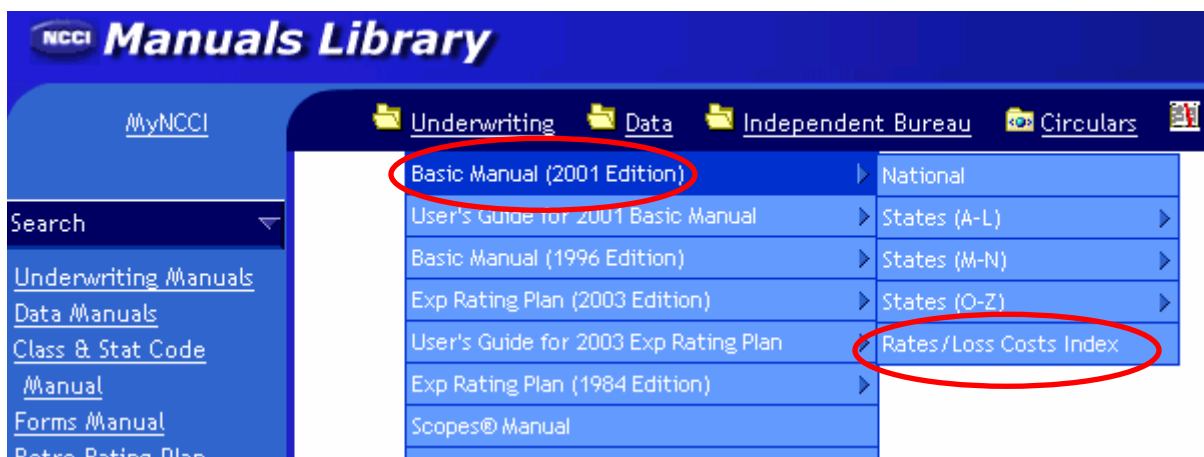 NCCI Manuals Library
MyNCCI
Underwriting Data Independent Bureau Circulars
Search
Underwriting Manuals
Data Manuals
Class & Stat Code
Manual
Forms Manual
Retro Rating Plan
Basic Manual (2001 Edition)
User's Guide for 2001 Basic Manual
Basic Manual (1996 Edition)
Exp Rating Plan (2003 Edition)
User's Guide for 2003 Exp Rating Plan
Exp Rating Plan (1984 Edition)
Scopes® Manual
National
States (A-L)
States (M-N)
States (O-Z)
Rates/Loss Costs Index